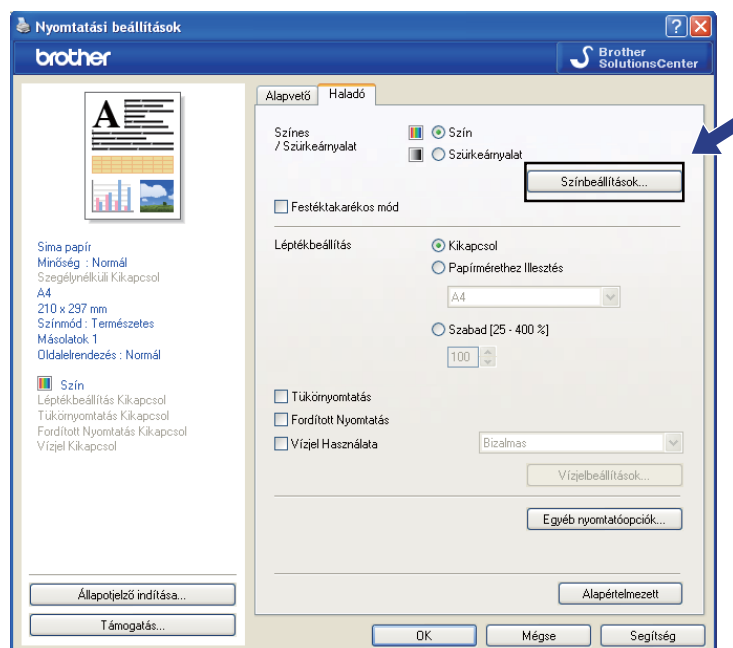 Nyomtatási beállítások
brother
Brother
SolutionsCenter
Alapvető
Haladó
A
Sima papír
Minőség : Normál
Szegélynélküli Kikapcsol
A4
210 x 297 mm
Színmód : Természetes
Másolatok 1
Oldalelrendezés : Normál
Szín
Léptékbeállítás Kikapcsol
Tükörnyomtatás Kikapcsol
Fordított Nyomtatás Kikapcsol
Vízjel Kikapcsol
Állapotjelző indítása...
Támogatás...
Színes
/ Szürkeárnyalat
Szín
Szürkeárnyalat
Színbeállítások...
Festéktakarékos mód
Léptékbeállítás
Kikapcsol
Papírmérethez Illesztés
A4
Szabad [25 - 400 %]
100
Tükörnyomtatás
Fordított Nyomtatás
Vízjel Használata
Bizalmas
Vízjelbeállítások...
Egyéb nyomtatóopciók...
Alapértelmezett
OK
Mégse
Segítség